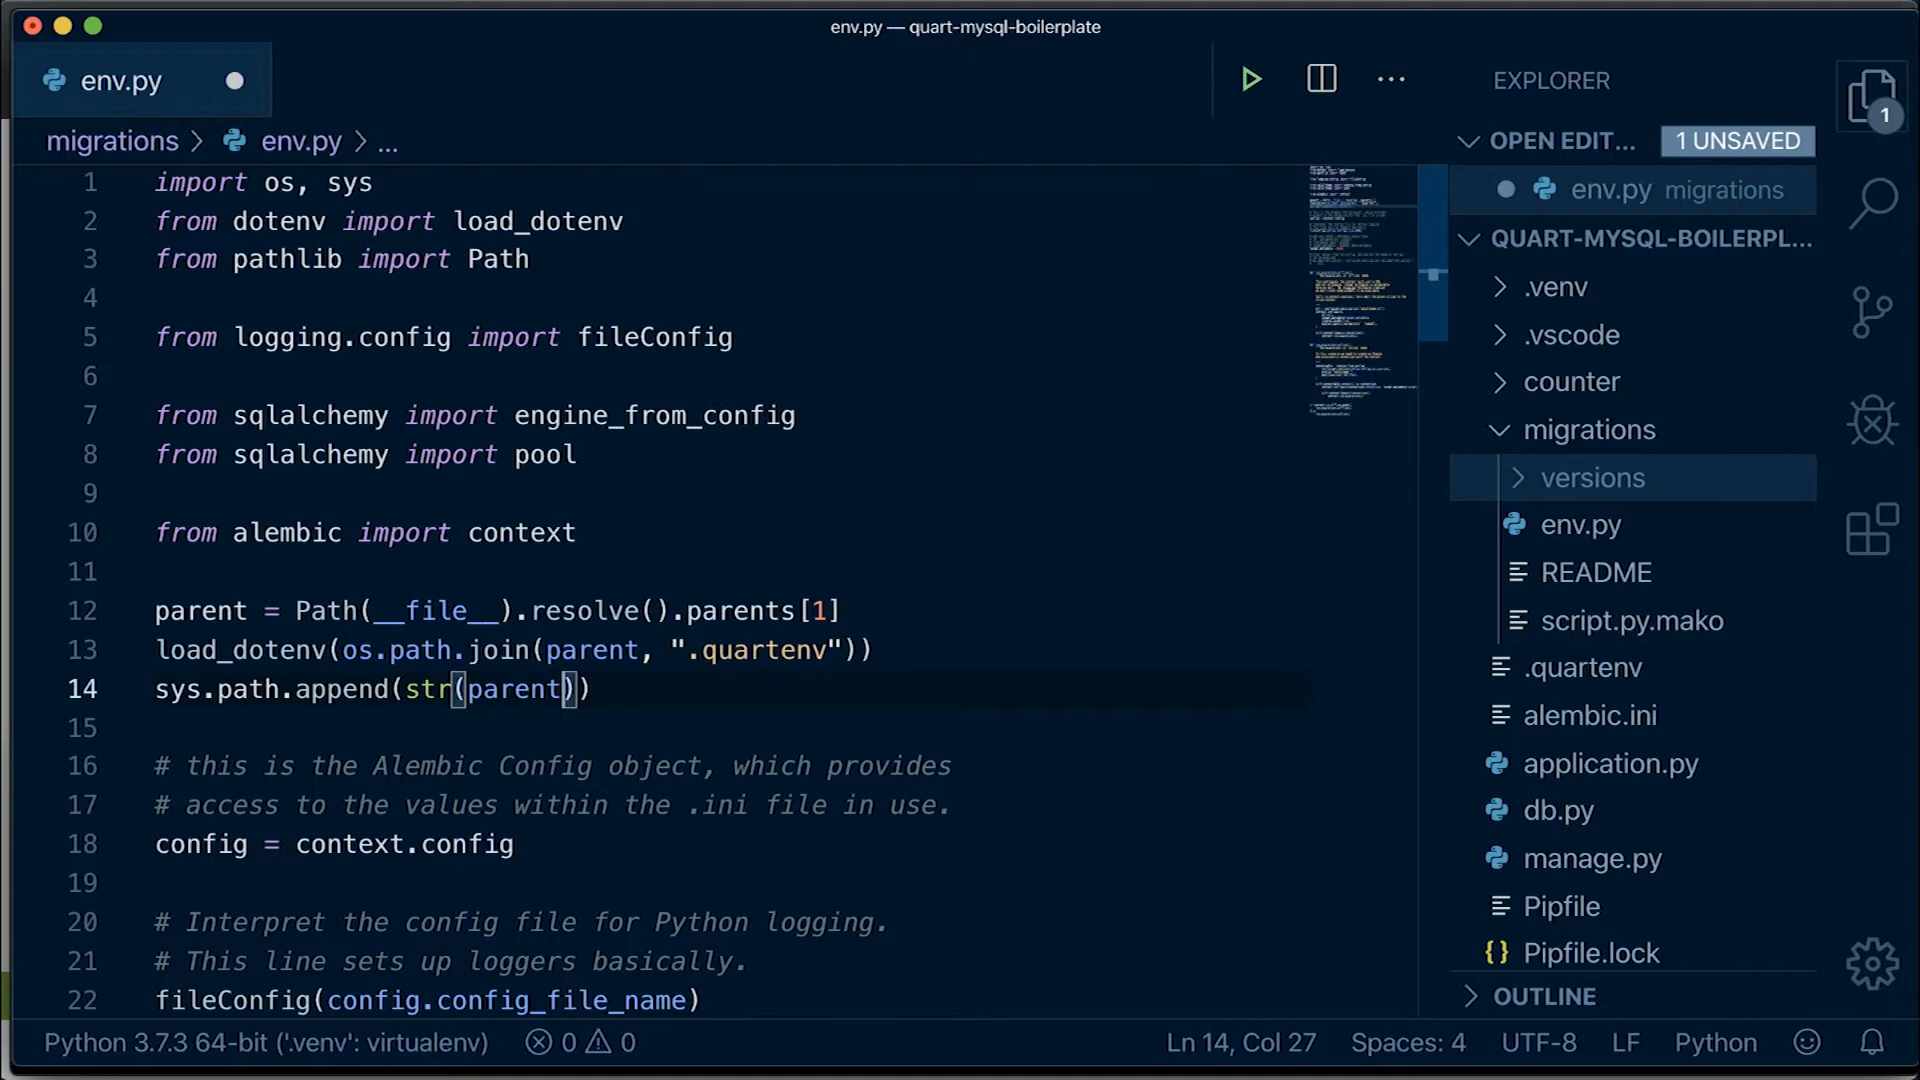 env.py — quart-mysql-boilerplate
env.py
migrations > env.py > ...
1 import os, sys
2 from dotenv import load_dotenv
3 from pathlib import Path
4
5 from logging.config import fileConfig
6
7 from sqlalchemy import engine_from_config
8 from sqlalchemy import pool
9
10 from alembic import context
11
12 parent = Path(__file__).resolve().parents[1]
13 load_dotenv(os.path.join(parent, ".quartenv"))
14 sys.path.append(str(parent))
15
16 # this is the Alembic Config object, which provides
17 # access to the values within the .ini file in use.
18 config = context.config
19
20 # Interpret the config file for Python logging.
21 # This line sets up loggers basically.
22 fileConfig(config.config_file_name)
EXPLORER
OPEN EDIT... 1 UNSAVED
env.py migrations
QUART-MYSQL-BOILERPL...
.venv
.vscode
counter
migrations
versions
env.py
README
script.py.mako
.quartenv
alembic.ini
application.py
db.py
manage.py
Pipfile
{} Pipfile.lock
OUTLINE
1
Python 3.7.3 64-bit ('.venv': virtualenv) 0 0 Ln 14, Col 27 Spaces: 4 UTF-8 LF Python